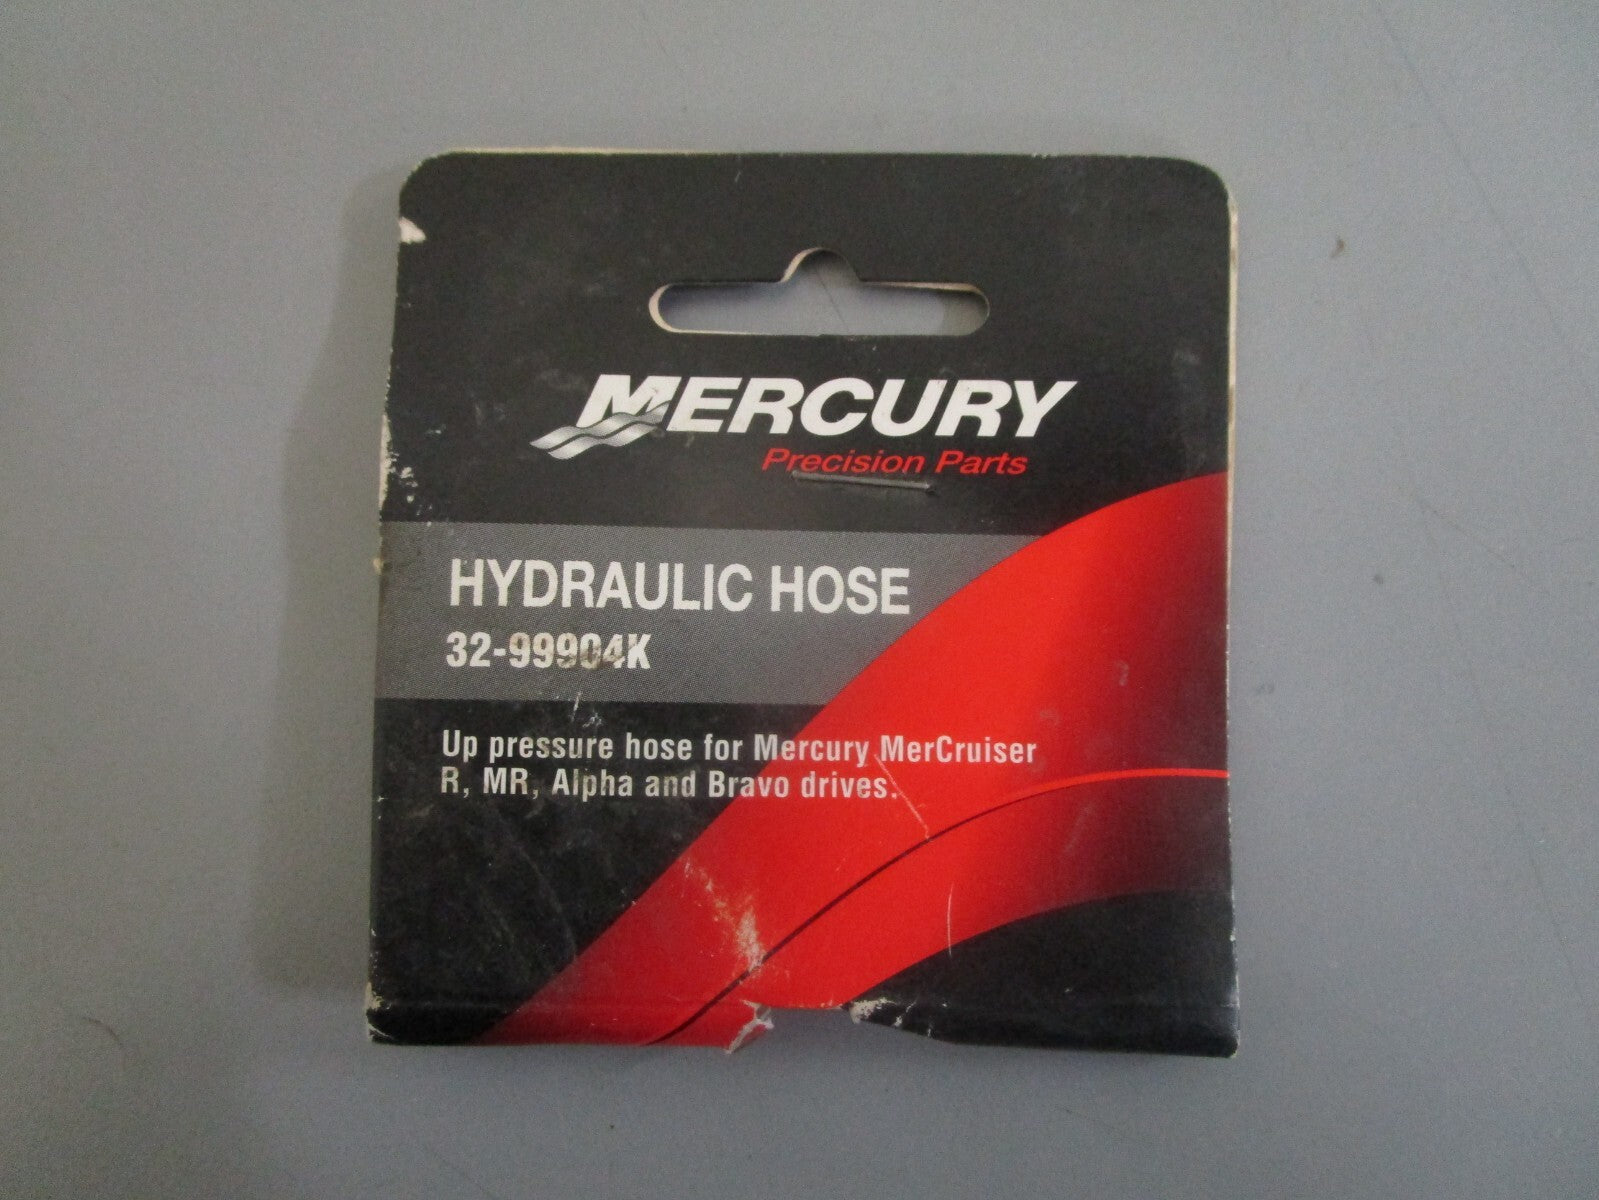 MERCURY
Precision Parts
HYDRAULIC HOSE
32-99904K
Up pressure hose for Mercury MerCruiser
R, MR, Alpha and Bravo drives.